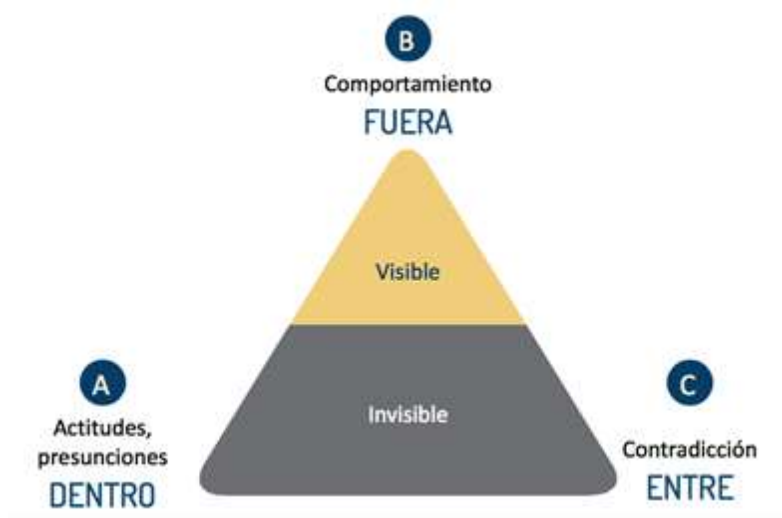 B
Comportamiento
FUERA
Visible
A
Actitudes,
presunciones
DENTRO
Invisible
C
Contradicción
ENTRE